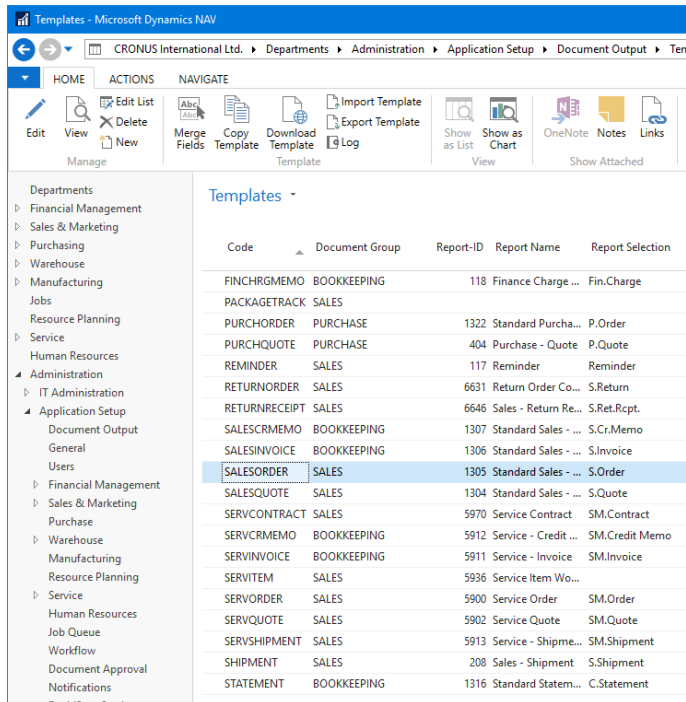 Templates - Microsoft Dynamics NAV
CRONUS International Ltd. Departments Administration Application Setup Document Output
HOME ACTIONS NAVIGATE
Edit
View
Edit List
Delete
New
Manage
Merge Fields
Copy Template
Download Template
Import Template
Export Template
Log
Template
Show as List
Show as Chart
View
OneNote
Notes
Links
Show Attached
Departments
Financial Management
Sales & Marketing
Purchasing
Warehouse
Manufacturing
Jobs
Resource Planning
Service
Human Resources
Administration
IT Administration
Application Setup
Document Output
General
Users
Financial Management
Sales & Marketing
Purchase
Warehouse
Manufacturing
Resource Planning
Service
Human Resources
Job Queue
Workflow
Document Approval
Notifications
Templates
Code Document Group Report-ID Report Name Report Selection
FINCHRGMEMO BOOKKEEPING 118 Finance Charge ... Fin.Charge
PACKAGETRACK SALES
PURCHORDER PURCHASE 1322 Standard Purcha... P.Order
PURCHQUOTE PURCHASE 404 Purchase - Quote P.Quote
REMINDER SALES 117 Reminder Reminder
RETURNORDER SALES 6631 Return Order Co... S.Return
RETURNRECEIPT SALES 6646 Sales - Return Re... S.Ret.Rcpt.
SALESCRMEMO BOOKKEEPING 1307 Standard Sales - ... S.Cr.Memo
SALESINVOICE BOOKKEEPING 1306 Standard Sales - ... S.Invoice
SALESORDER SALES 1305 Standard Sales - ... S.Order
SALESQUOTE SALES 1304 Standard Sales - ... S.Quote
SERVCONTRACT SALES 5970 Service Contract SM.Contract
SERVCRMEMO BOOKKEEPING 5912 Service - Credit ... SM.Credit Memo
SERVINVOICE BOOKKEEPING 5911 Service - Invoice SM.Invoice
SERVITEM SALES 5936 Service Item Wo...
SERVORDER SALES 5900 Service Order SM.Order
SERVQUOTE SALES 5902 Service Quote SM.Quote
SERVSHIPMENT SALES 5913 Service - Shipme... SM.Shipment
SHIPMENT SALES 208 Sales - Shipment S.Shipment
STATEMENT BOOKKEEPING 1316 Standard Statem... C.Statement